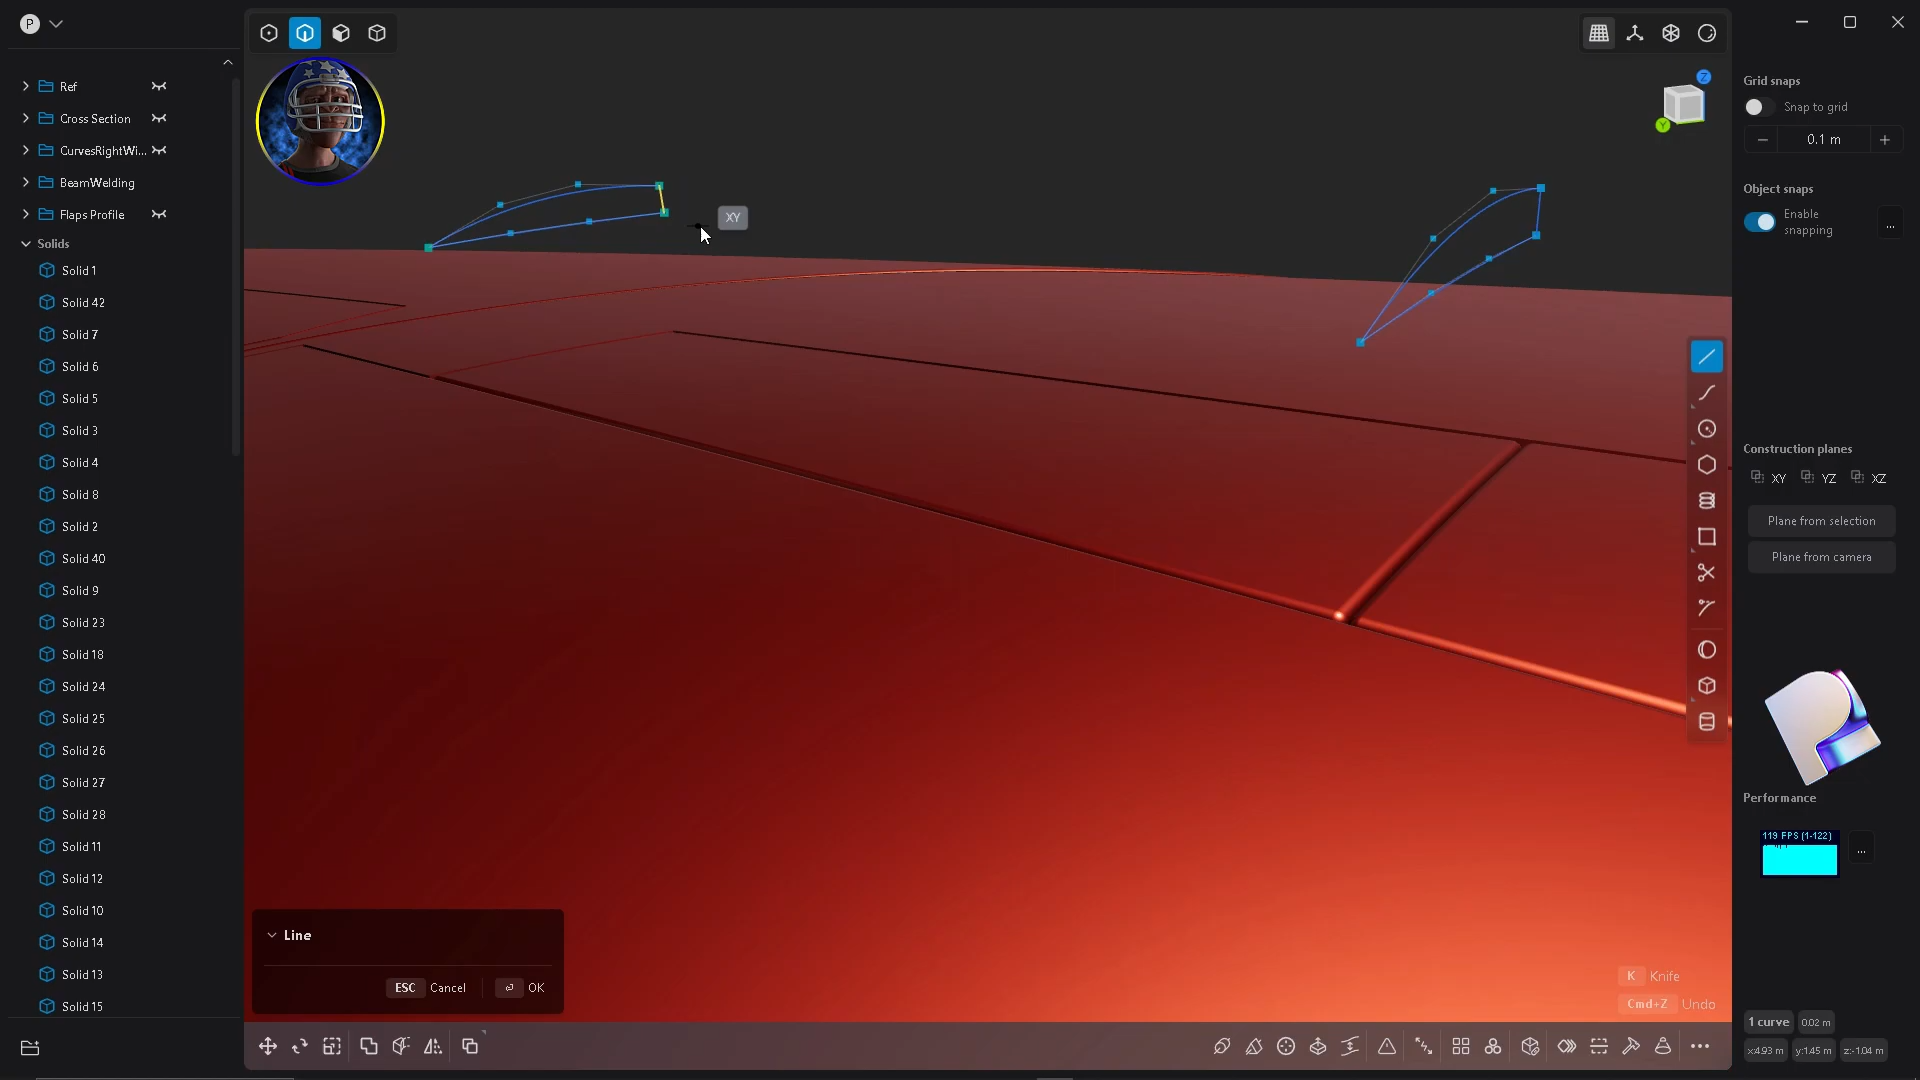 P
Ref
Cross Section
CurvesRightWi...
BeamWelding
Flaps Profile
Solids
Solid 1
Solid 42
Solid 7
Solid 6
Solid 5
Solid 3
Solid 4
Solid 8
Solid 2
Solid 40
Solid 9
Solid 23
Solid 18
Solid 24
Solid 25
Solid 26
Solid 27
Solid 28
Solid 11
Solid 12
Solid 10
Solid 14
Solid 13
Solid 15
XY
Line
ESC Cancel
OK
K Knife
Cmd+Z Undo
Z
Y
Grid snaps
Snap to grid
0.1 m
Object snaps
Enable
snapping
...
Construction planes
XY YZ XZ
Plane from selection
Plane from camera
Performance
119 FPS (1-122)
...
1 curve 0.02 m
x:4.93 m y:1.45 m z:-1.04 m